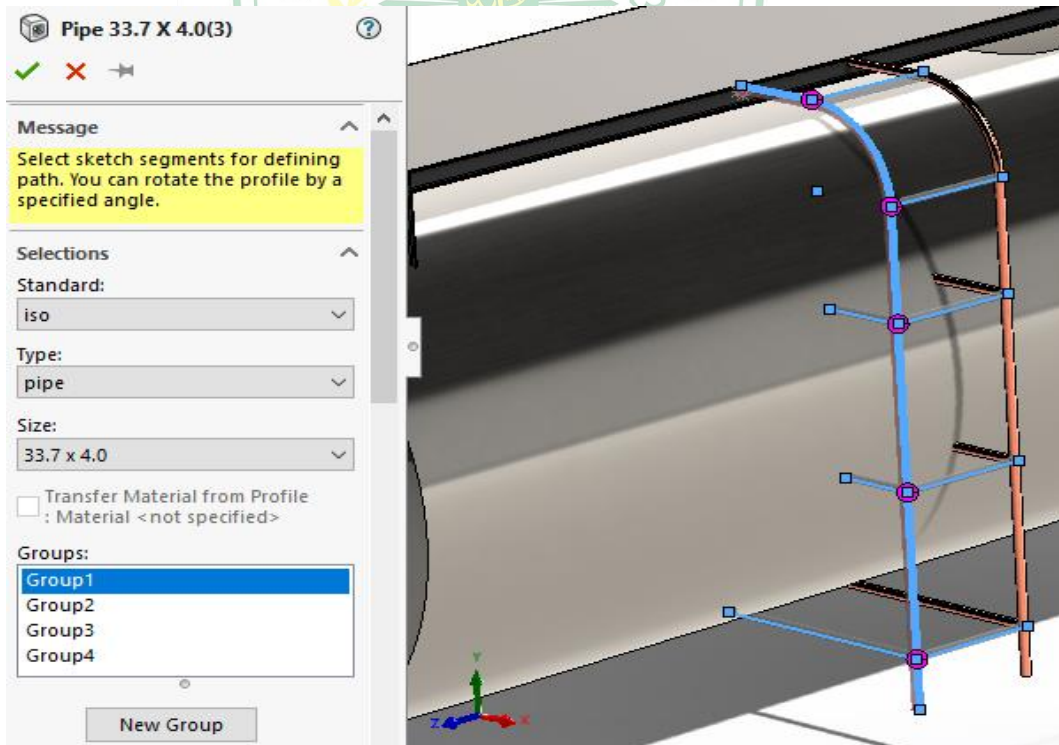 Pipe 33.7 X 4.0(3)
?
Message
Select sketch segments for defining
path. You can rotate the profile by a
specified angle.
Selections
Standard:
iso
Type:
pipe
Size:
33.7 x 4.0
Transfer Material from Profile
: Material <not specified>
Groups:
Group1
Group2
Group3
Group4
New Group
Y
Z
X